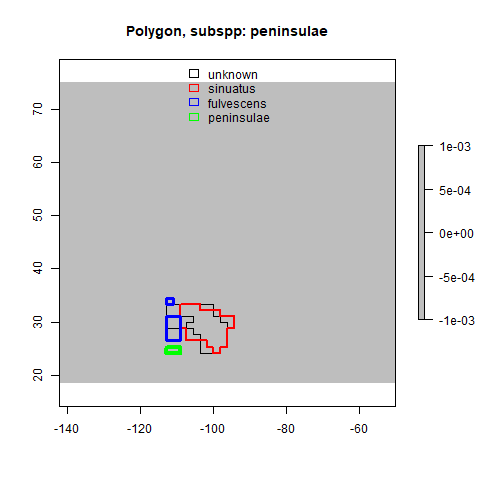 Polygon, subspp: peninsulae
unknown
sinuatus
fulvescens
peninsulae
70
60
50
40
30
20
-140
-120
-100
-80
-60
1e-03
5e-04
0e+00
-5e-04
-1e-03